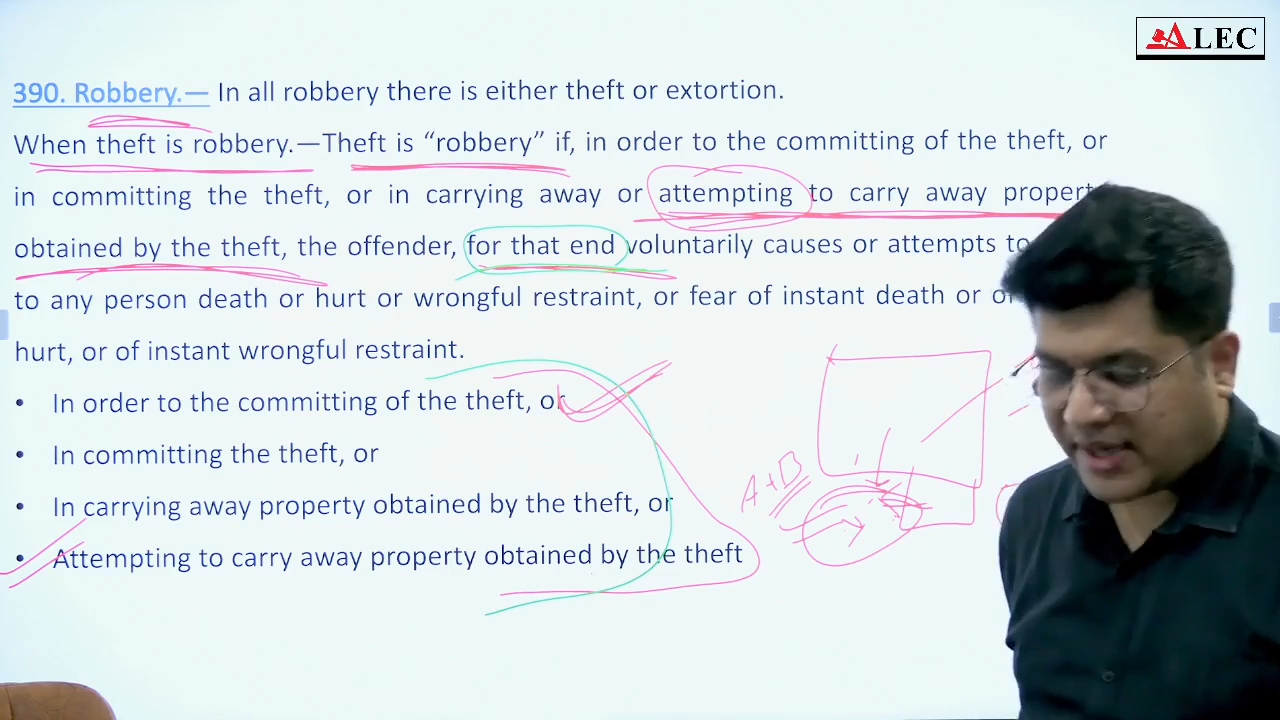 ALEC
390. Robbery.— In all robbery there is either theft or extortion.
When theft is robbery.—Theft is “robbery” if, in order to the committing of the theft, or
in committing the theft, or in carrying away or attempting to carry away propert
obtained by the theft, the offender, for that end voluntarily causes or attempts to
to any person death or hurt or wrongful restraint, or fear of instant death or of
hurt, or of instant wrongful restraint.
• In order to the committing of the theft, or
• In committing the theft, or
• In carrying away property obtained by the theft, or
A+B
• Attempting to carry away property obtained by the theft